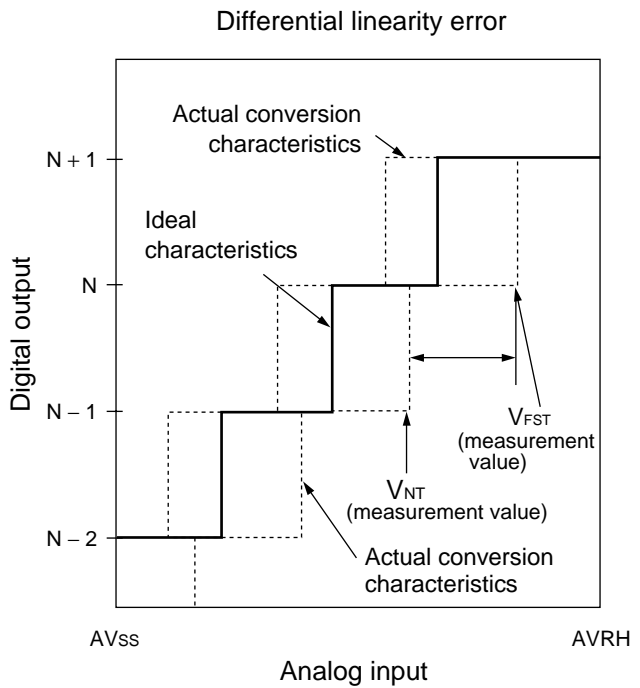 Differential linearity error
Actual conversion
characteristics
N + 1
Ideal
characteristics
N
Digital output
N – 1
VFST
(measurement
value)
VNT
(measurement value)
N – 2
Actual conversion
characteristics
AVSS
AVRH
Analog input